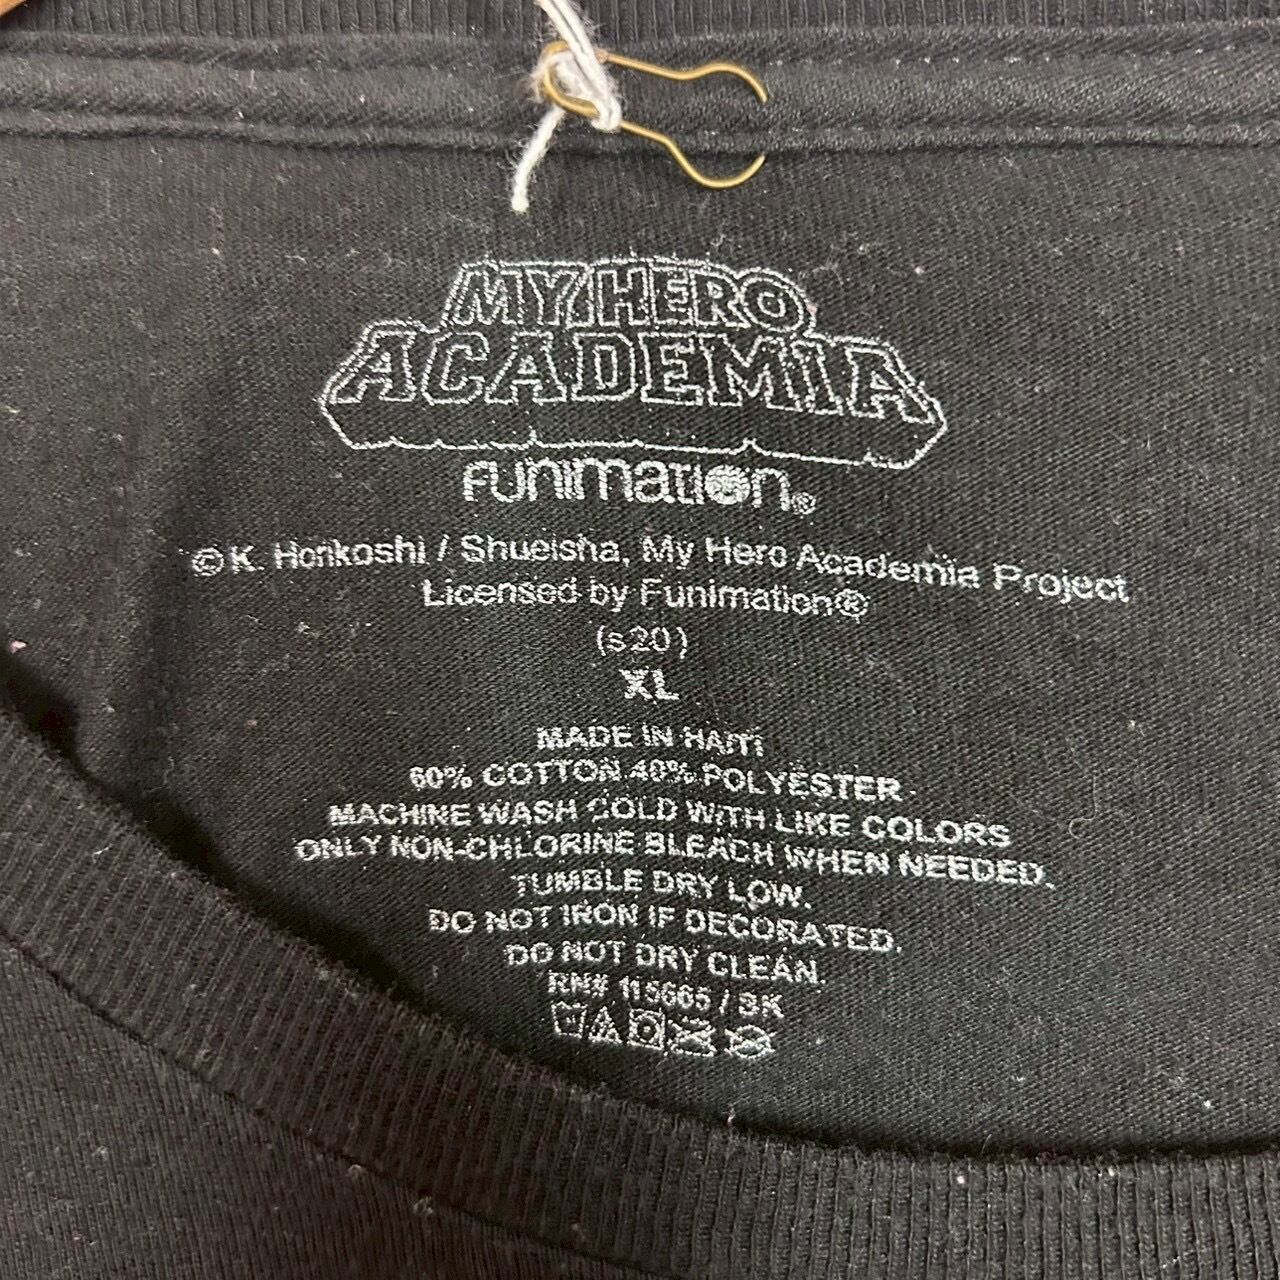 MY HERO
ACADEMIA
FUNIMATION®
© K. Horikoshi / Shueisha, My Hero Academia Project
Licensed by Funimation®
(s20)
XL
MADE IN HAITI
60% COTTON 40% POLYESTER
MACHINE WASH COLD WITH LIKE COLORS
ONLY NON-CHLORINE BLEACH WHEN NEEDED.
TUMBLE DRY LOW.
DO NOT IRON IF DECORATED.
DO NOT DRY CLEAN.
RN# / SK